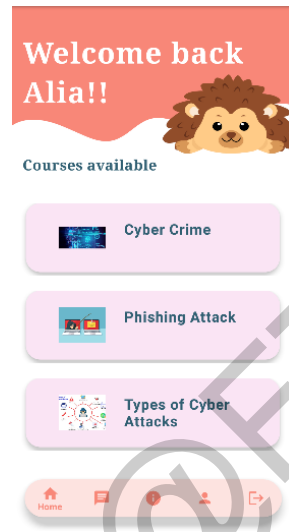 Welcome back
Alia!!
Courses available
Cyber Crime
Phishing Attack
Types of Cyber
Attacks
Home